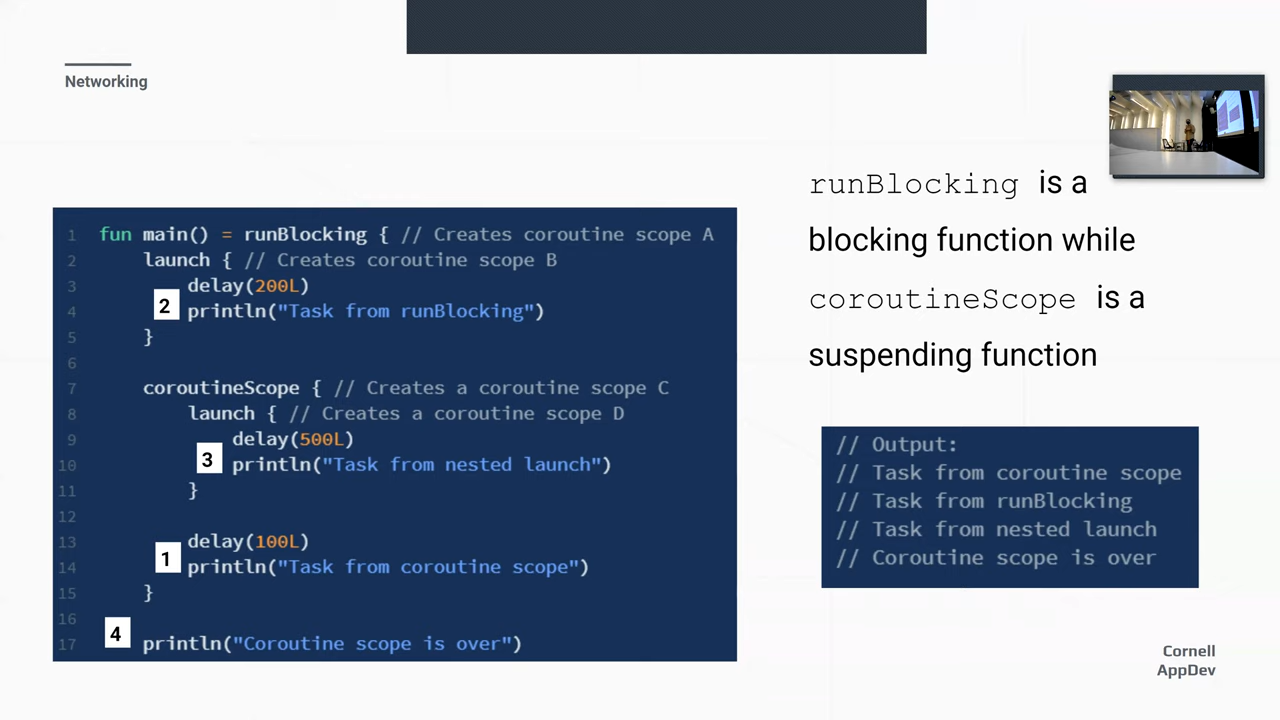 Networking
runBlocking is a
blocking function while
coroutineScope is a
suspending function
1 fun main() = runBlocking { // Creates coroutine scope A
2 launch { // Creates coroutine scope B
3 delay(200L)
2
4 println("Task from runBlocking")
5 }
6
7 coroutineScope { // Creates a coroutine scope C
8 launch { // Creates a coroutine scope D
9 delay(500L)
3
10 println("Task from nested launch")
11 }
12
13 delay(100L)
1
14 println("Task from coroutine scope")
15 }
16
4
17 println("Coroutine scope is over")
// Output:
// Task from coroutine scope
// Task from runBlocking
// Task from nested launch
// Coroutine scope is over
Cornell
AppDev